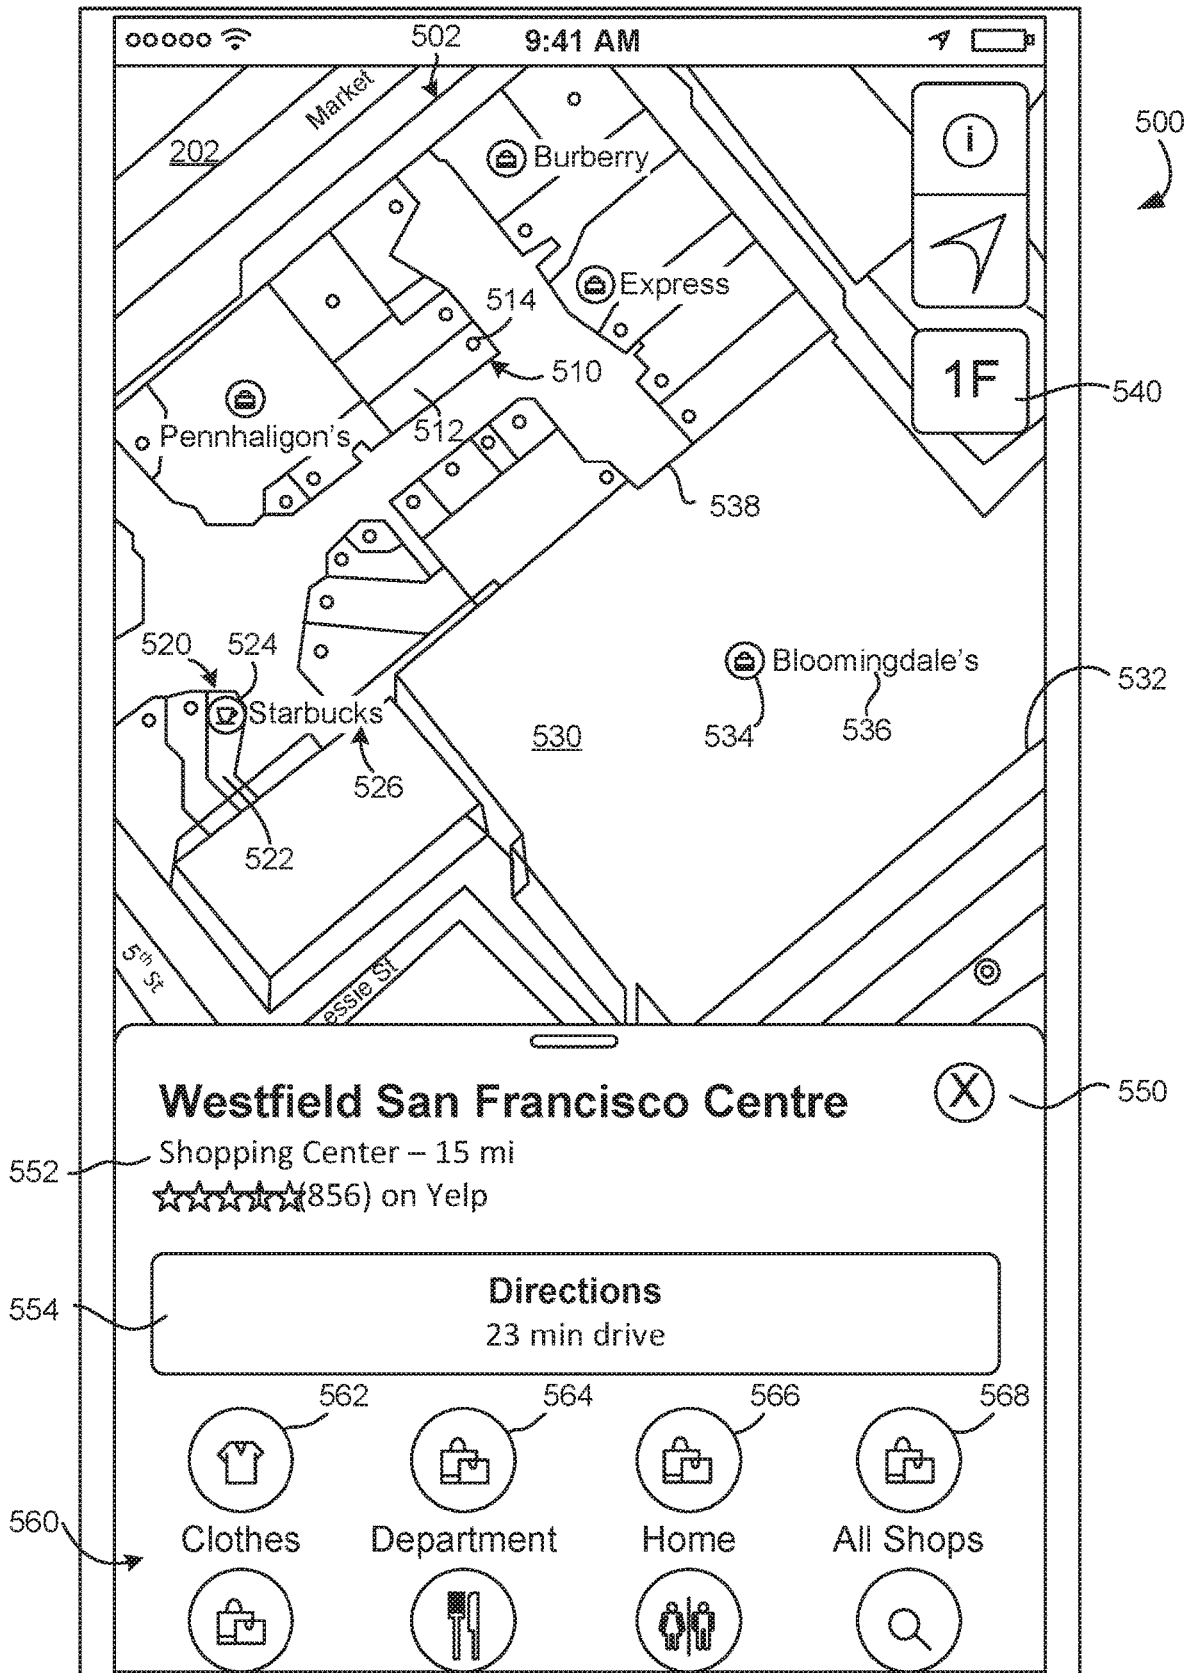 9:41 AM
502
Market
202
500
Burberry
i
Express
514
510
1F
540
Pennhaligon's
512
538
520
524
Bloomingdale's
532
Starbucks
534
536
530
526
522
5th St
essie St
Westfield San Francisco Centre
X
550
Shopping Center – 15 mi
552
(856) on Yelp
Directions
554
23 min drive
562
564
566
568
560
Clothes
Department
Home
All Shops